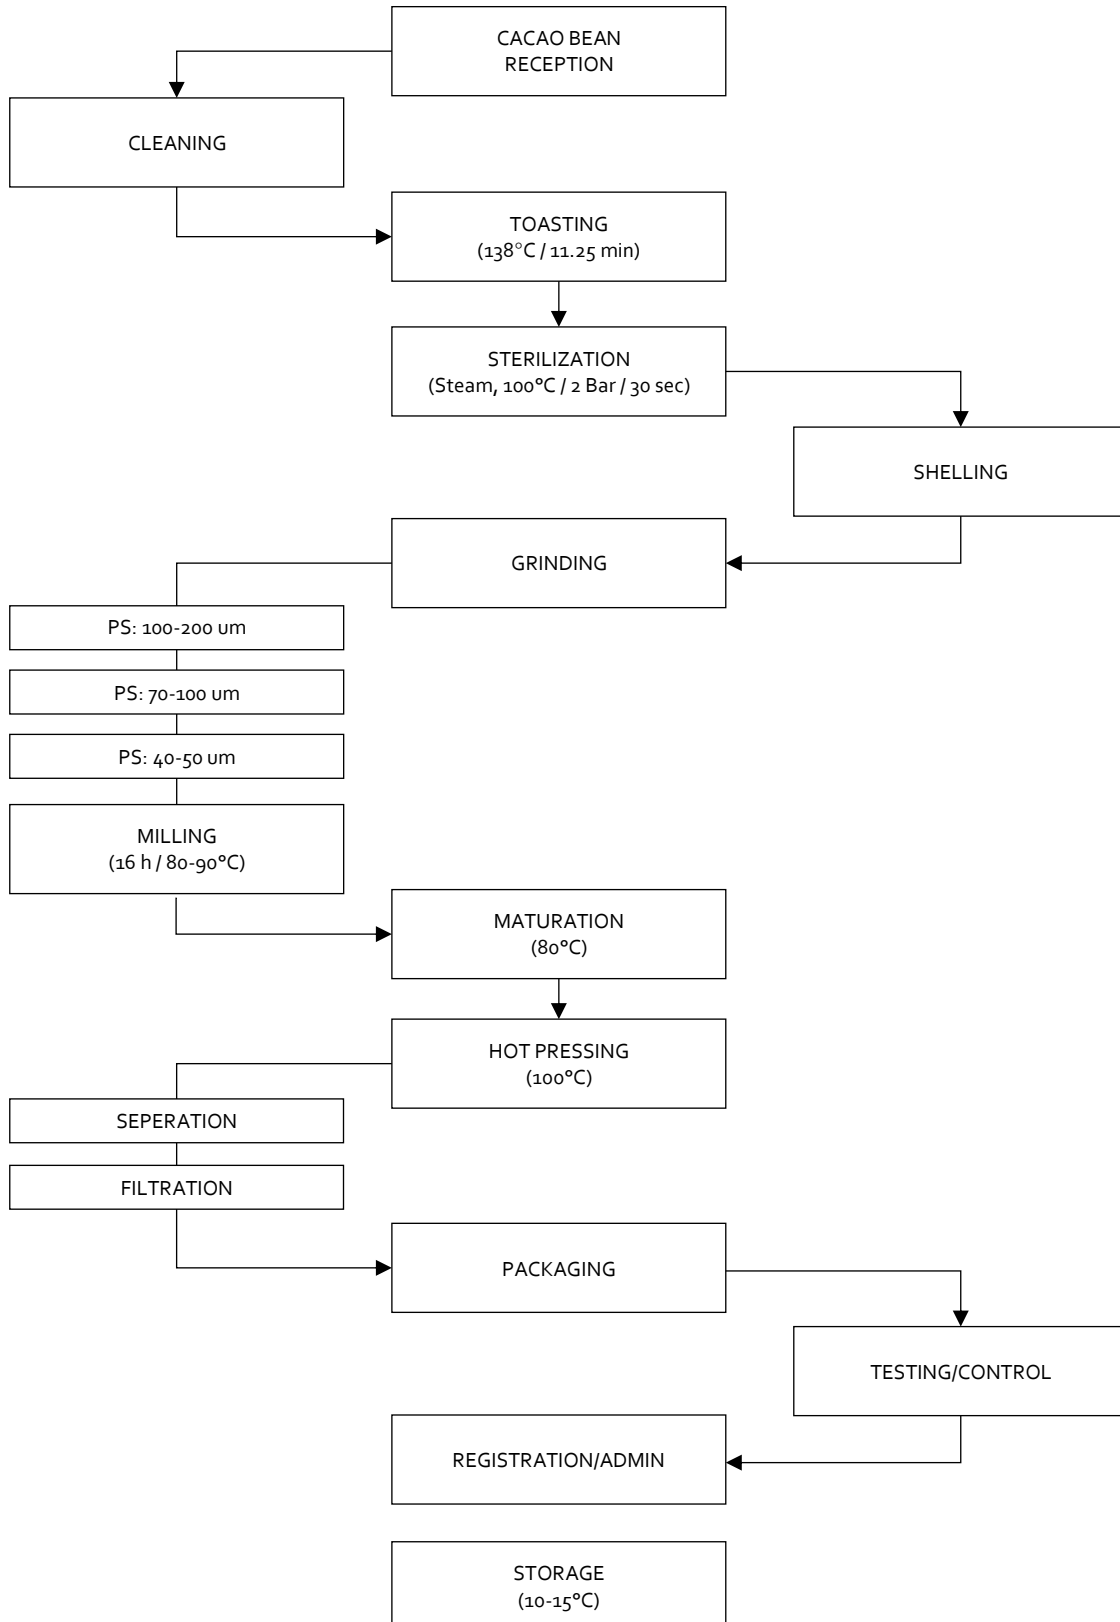 CACAO BEAN
RECEPTION
CLEANING
TOASTING
(138°C / 11.25 min)
STERILIZATION
(Steam, 100°C / 2 Bar / 30 sec)
SHELLING
GRINDING
PS: 100-200 um
PS: 70-100 um
PS: 40-50 um
MILLING
(16 h / 80-90°C)
MATURATION
(80°C)
HOT PRESSING
(100°C)
SEPERATION
FILTRATION
PACKAGING
TESTING/CONTROL
REGISTRATION/ADMIN
STORAGE
(10-15°C)